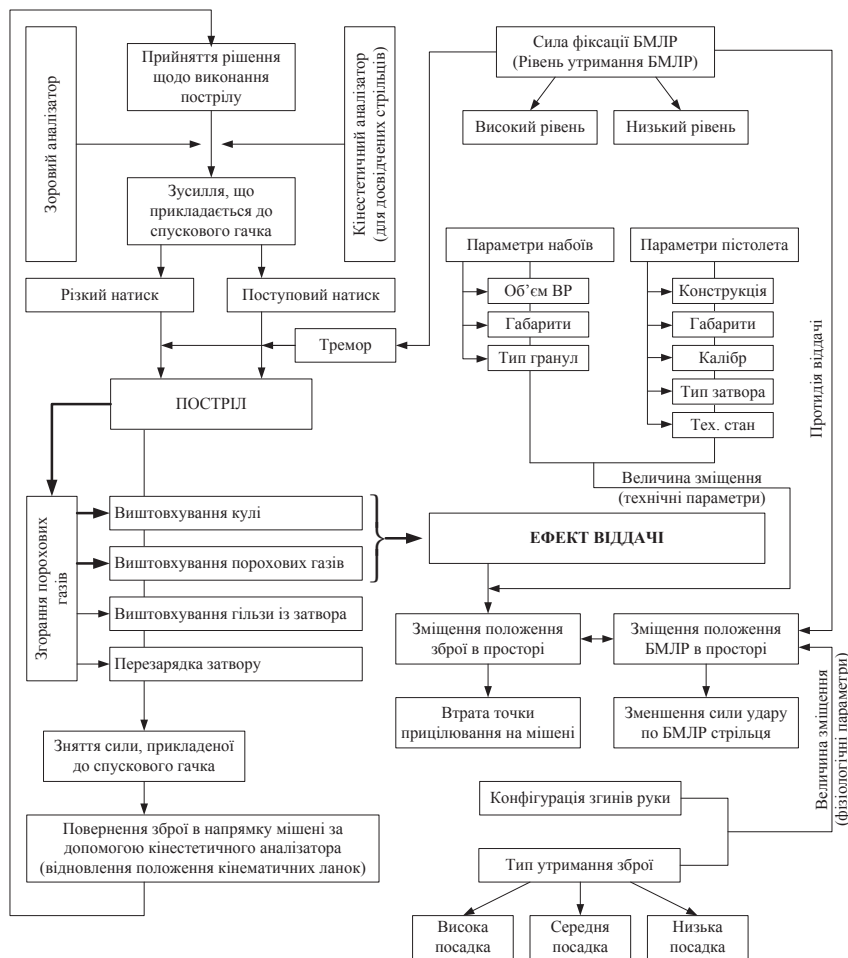 Прийняття рішення
щодо виконання
пострілу
Зоровий аналізатор
Кінестетичний аналізатор
(для досвідчених стрільців)
Зусилля, що
прикладається до
спускового гачка
Різкий натиск
Поступовий натиск
Тремор
ПОСТРІЛ
Сила фіксації БМЛР
(Рівень утримання БМЛР)
Високий рівень
Низький рівень
Параметри набоїв
Об’єм ВР
Габарити
Тип гранул
Параметри пістолета
Конструкція
Габарити
Калібр
Тип затвора
Тех. стан
Протидія віддачі
Величина зміщення
(технічні параметри)
Згорання порохових
газів
Виштовхування кулі
Виштовхування порохових газів
Виштовхування гільзи із затвора
Перезарядка затвору
ЕФЕКТ ВІДДАЧІ
Зміщення положення
зброї в просторі
Зміщення положення
БМЛР в просторі
Втрата точки
прицілювання на мішені
Зменшення сили удару
по БМЛР стрільця
Величина зміщення
(фізіологічні параметри)
Зняття сили, прикладеної
до спускового гачка
Повернення зброї в напрямку мішені за
допомогою кінестетичного аналізатора
(відновлення положення кінематичних ланок)
Конфігурація згинів руки
Тип утримання зброї
Висока
посадка
Середня
посадка
Низька
посадка